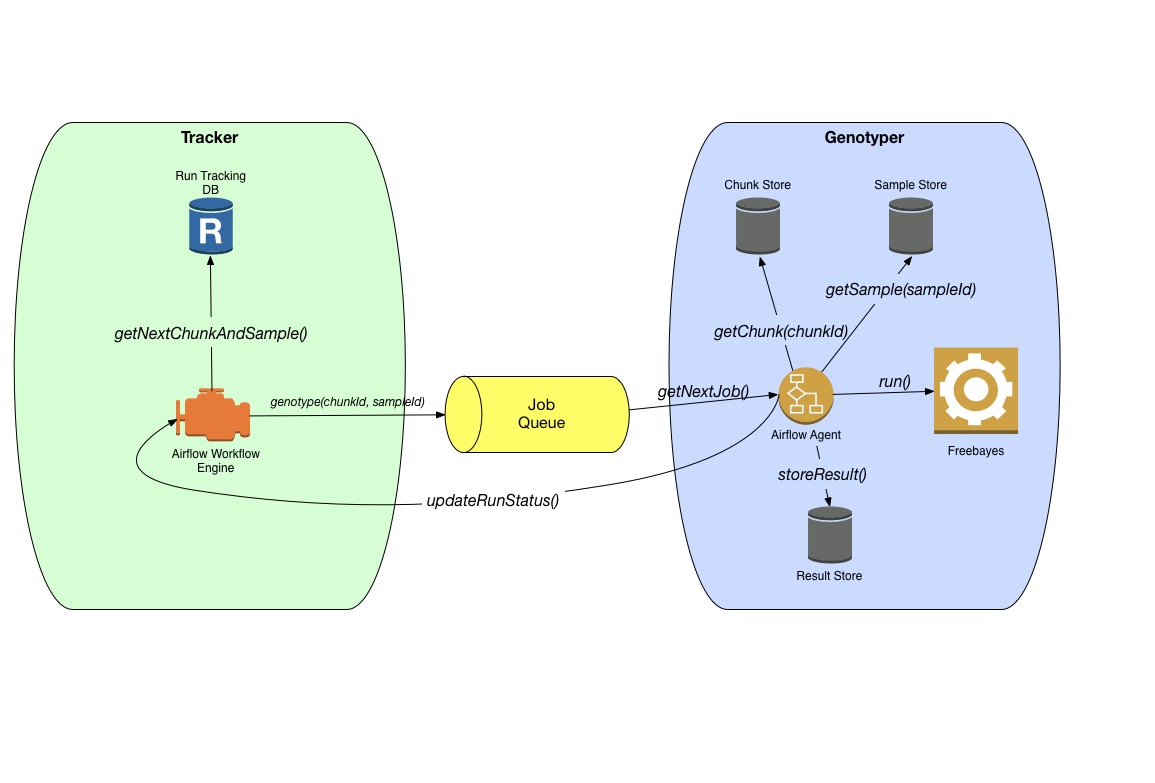 Tracker
Run Tracking
DB
R
getNextChunkAndSample()
genotype(chunkId, sampleId)
Airflow Workflow
Engine
updateRunStatus()
Job
Queue
getNextJob()
Genotyper
Chunk Store
Sample Store
getSample(sampleId)
getChunk(chunkId)
run()
Airflow Agent
Freebayes
storeResult()
Result Store